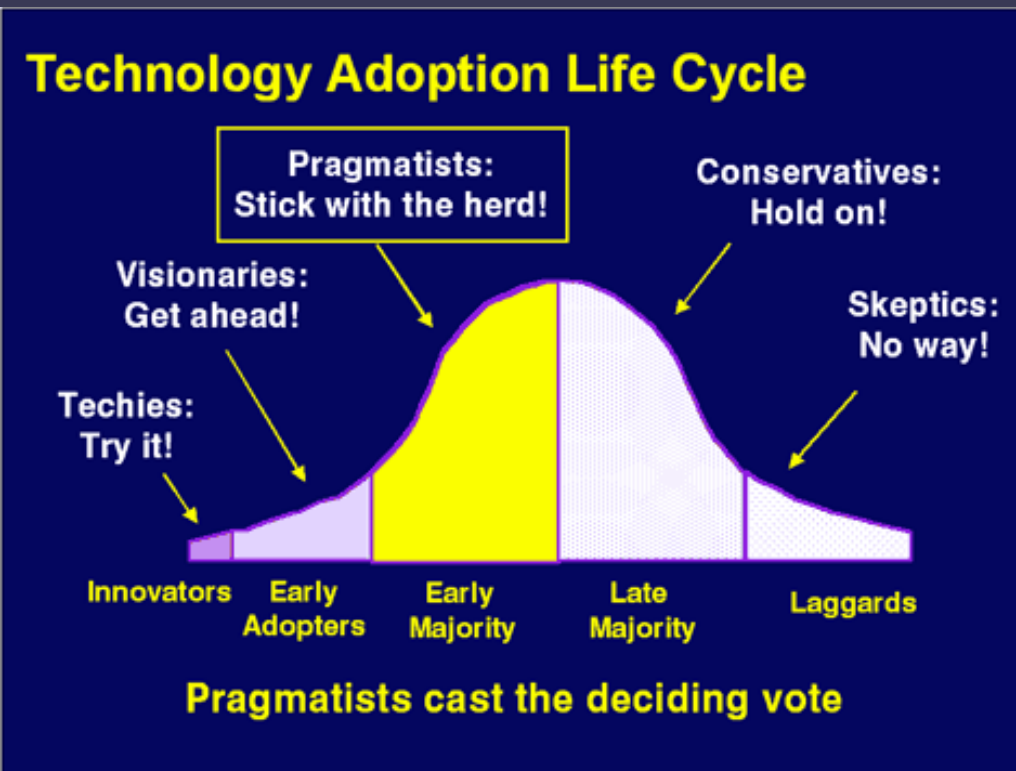 Technology Adoption Life Cycle
Pragmatists:
Stick with the herd!
Conservatives:
Hold on!
Visionaries:
Get ahead!
Skeptics:
No way!
Techies:
Try it!
Innovators
Early
Adopters
Early
Majority
Late
Majority
Laggards
Pragmatists cast the deciding vote